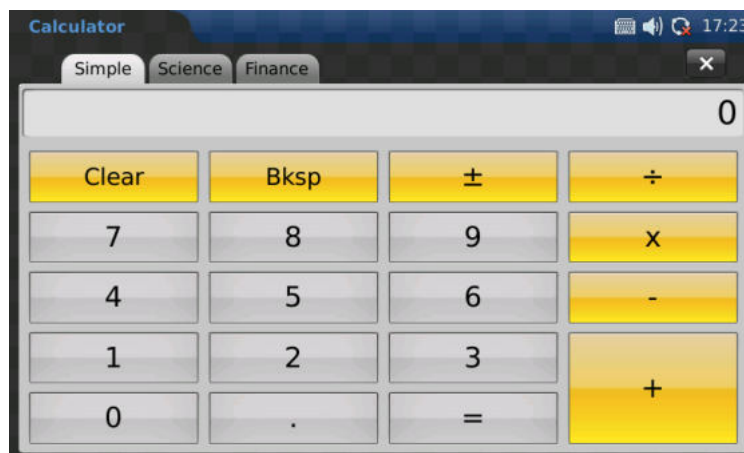 Calculator 17:23
Simple Science Finance
0
Clear Bksp ± ÷
7 8 9 x
4 5 6 -
1 2 3 +
0 . =